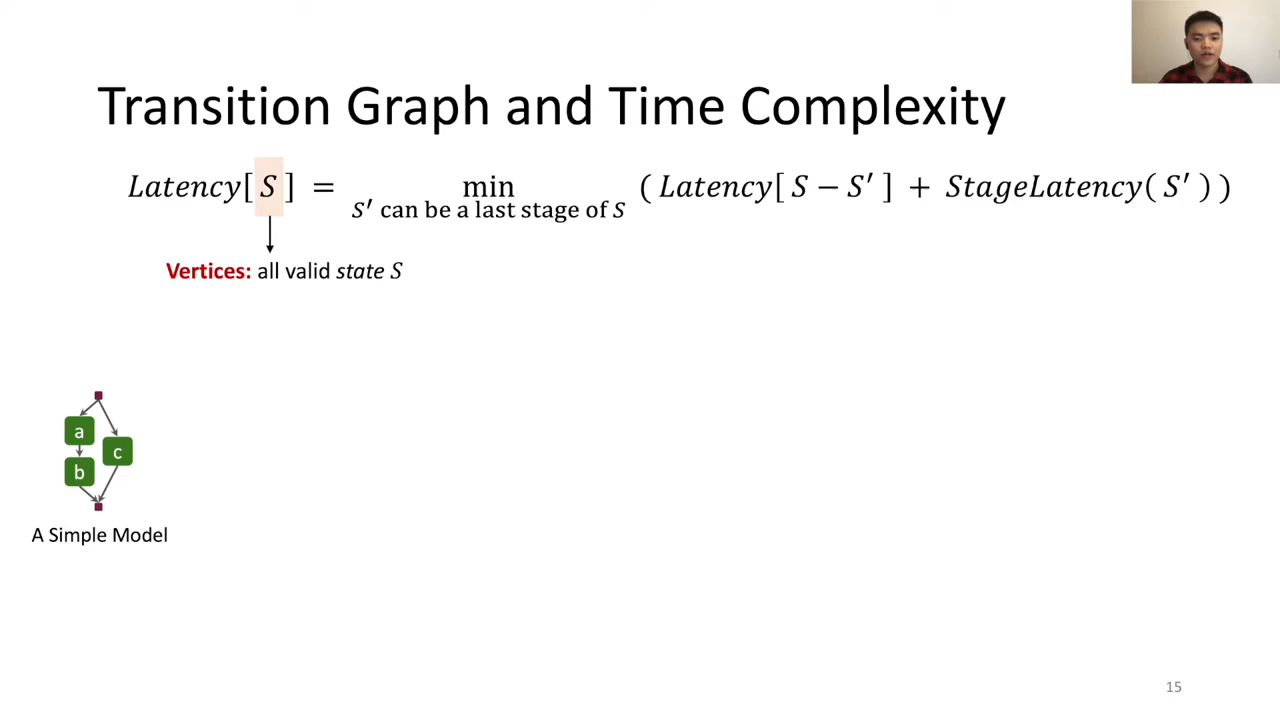 Transition Graph and Time Complexity
Latency[ S ] = min ( Latency[ S − S′ ] + StageLatency( S′ ) )
S′ can be a last stage of S
Vertices: all valid state S
a
c
b
A Simple Model
15